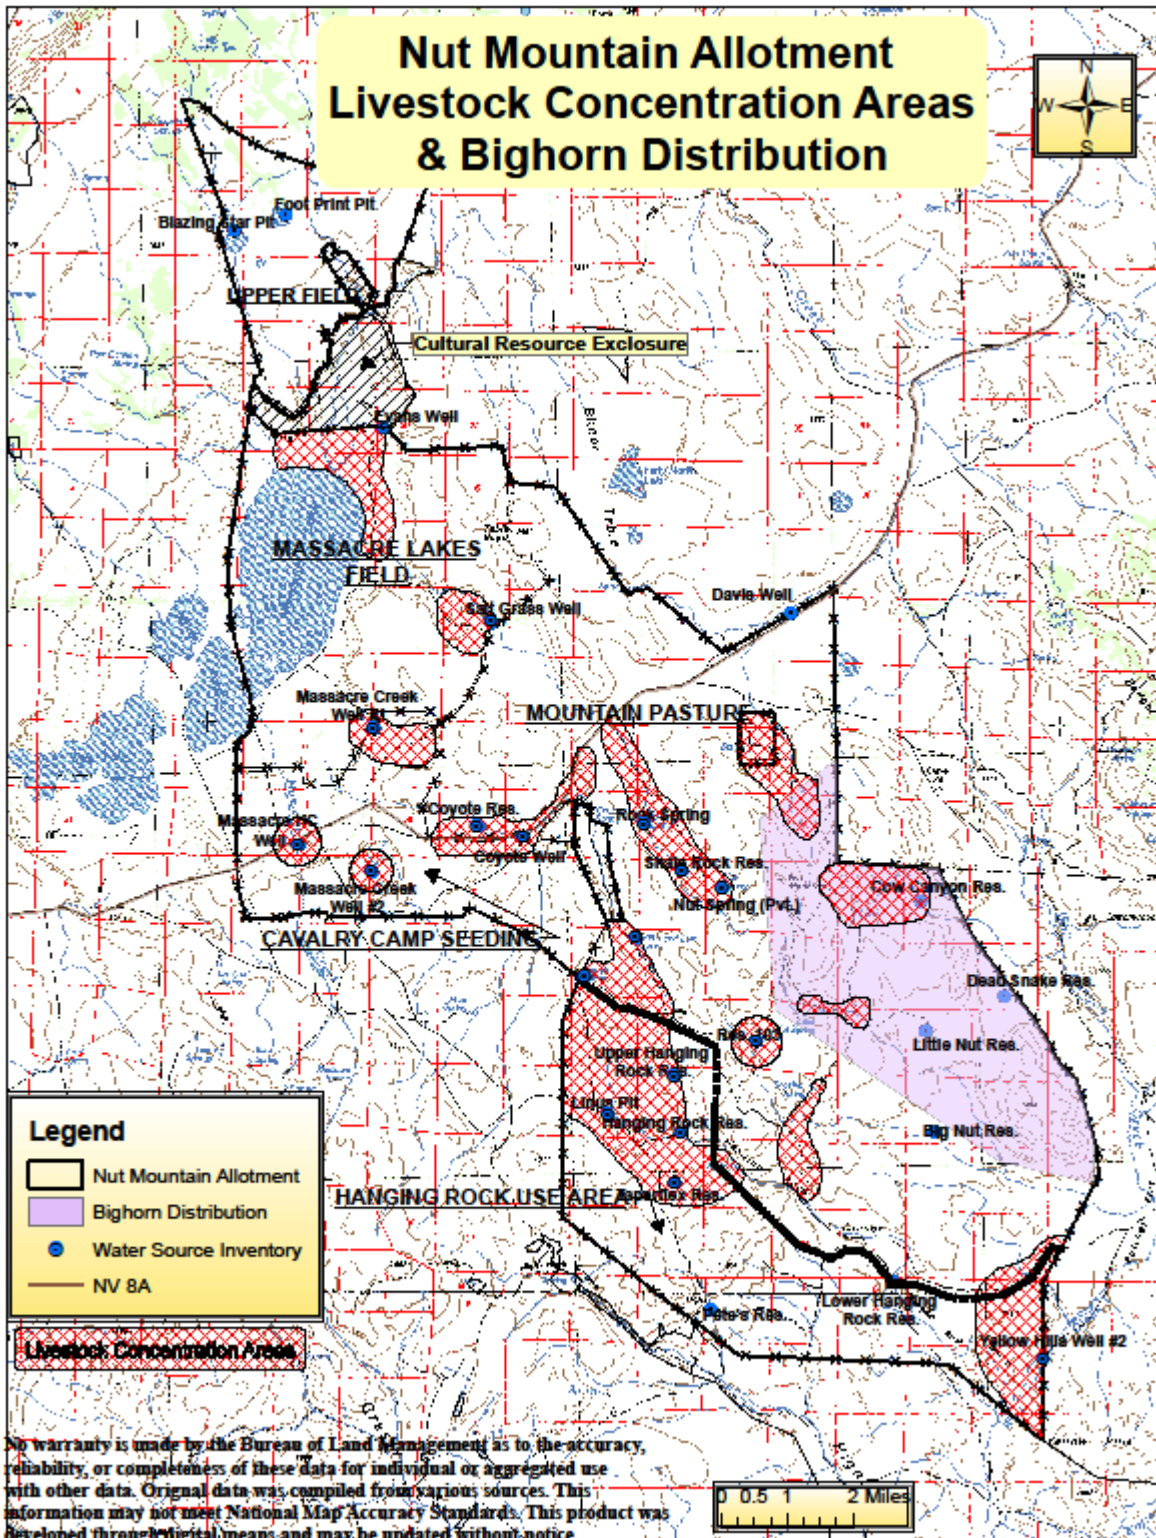 Nut Mountain Allotment
Livestock Concentration Areas
& Bighorn Distribution
N
W E
S
Foot Print Pit
Blazing Star Pit
UPPER FIELD
Cultural Resource Exclosure
Evans Well
MASSACRE LAKES
FIELD
Salt Grass Well
Davie Well
Massacre Creek
Well #1
MOUNTAIN PASTURE
Coyote Res.
Rock Spring
Massacre HC
Well
Coyote Well
Shale Rock Res.
Massacre Creek
Well #2
Nut Spring (Pvt.)
Cow Canyon Res.
CAVALRY CAMP SEEDING
Dead Snake Res.
Res. 103
Little Nut Res.
Upper Hanging
Rock Res.
Linus Pit
Hanging Rock Res.
Big Nut Res.
HANGING ROCK USE AREA
Pete's Res.
Lower Hanging
Rock Res.
Yellow Hills Well #2
Legend
Nut Mountain Allotment
Bighorn Distribution
Water Source Inventory
NV 8A
Livestock Concentration Areas
No warranty is made by the Bureau of Land Management as to the accuracy,
reliability, or completeness of these data for individual or aggregated use
with other data. Orignal data was compiled from various sources. This
information may not meet National Map Accuracy Standards. This product was
developed through digital means and may be updated without notice.
0 0.5 1 2 Miles